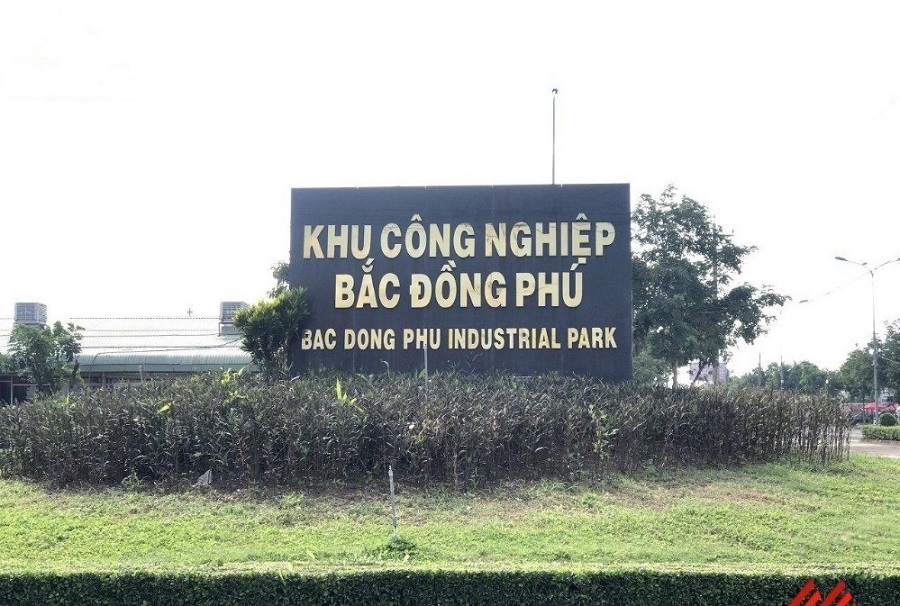 KHU CÔNG NGHIỆP
BẮC ĐỒNG PHÚ
BAC DONG PHU INDUSTRIAL PARK